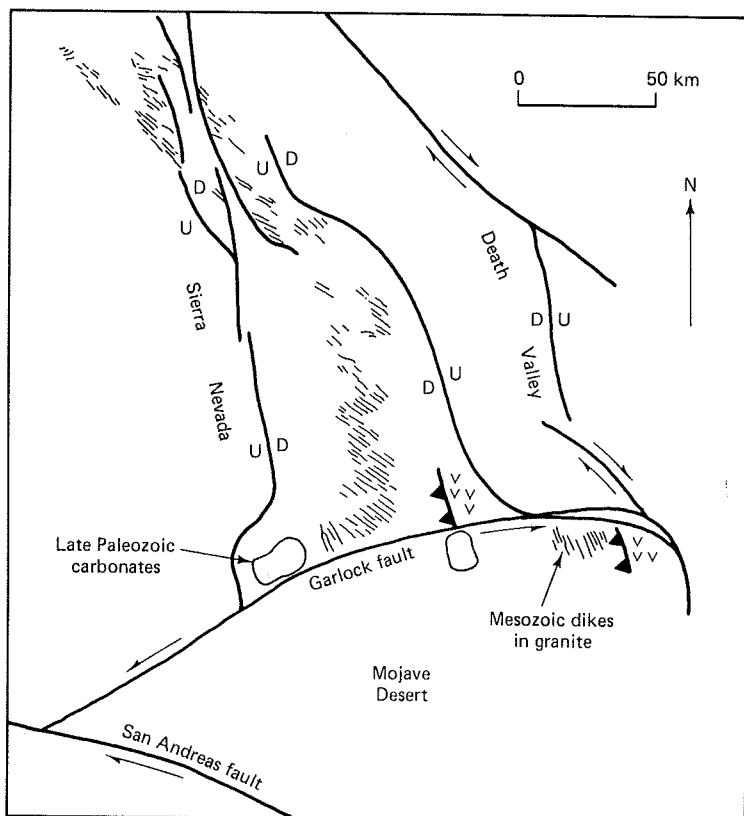 0 50 km
U D
N
D
U
Death
Sierra
D U
Valley
Nevada
D U
U D
v
v v
v v
v
Late Paleozoic
carbonates
Garlock fault
v
v v
Mesozoic dikes
in granite
Mojave
Desert
San Andreas fault